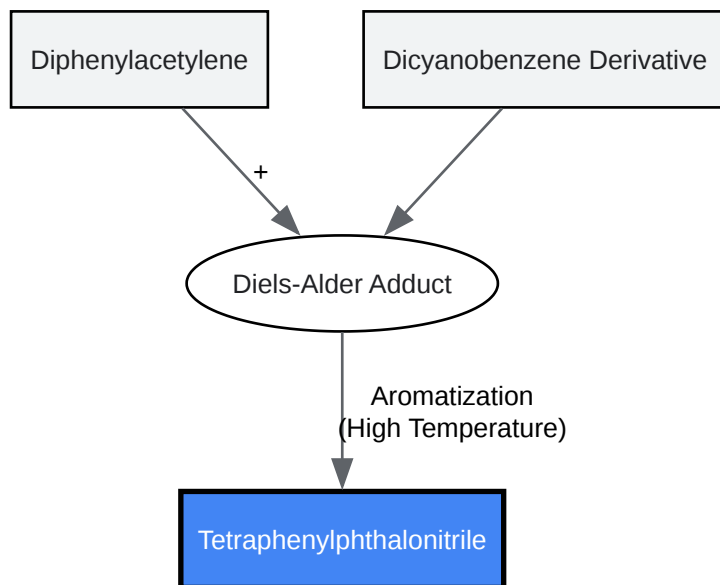 Diphenylacetylene
Dicyanobenzene Derivative
+
Diels-Alder Adduct
Aromatization
(High Temperature)
Tetraphenylphthalonitrile